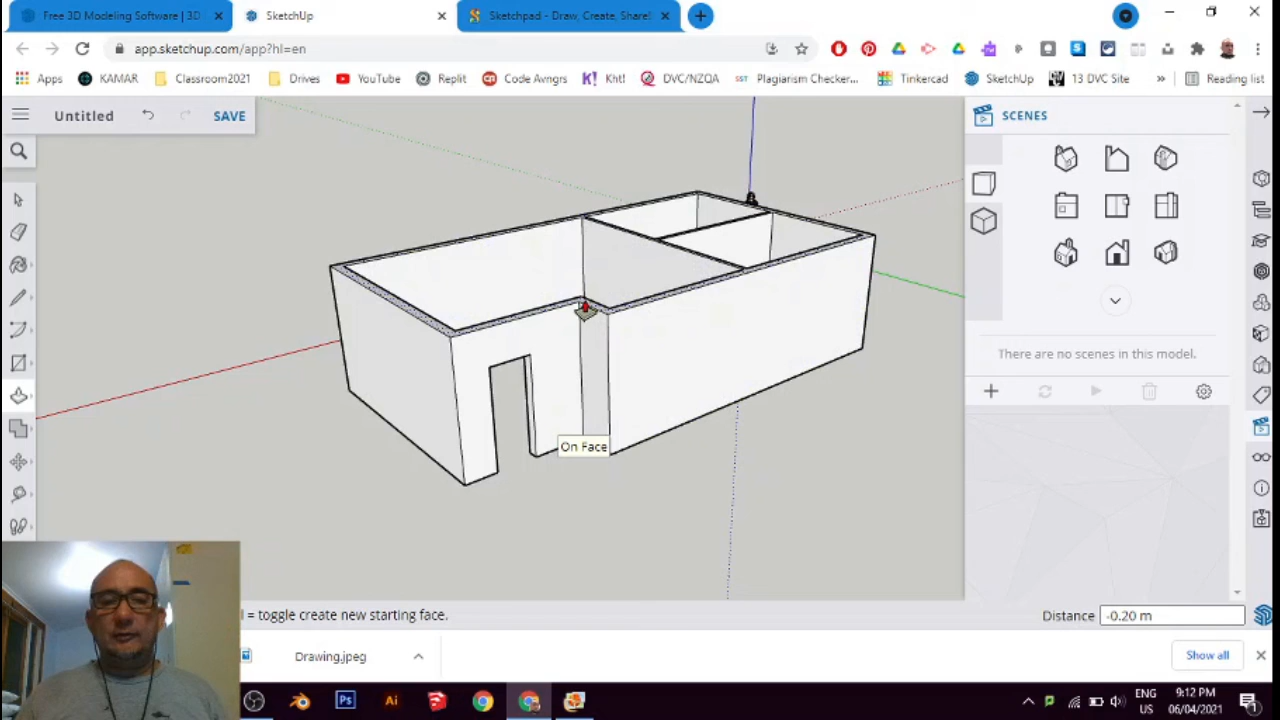 Free 3D Modeling Software | 3D
SketchUp
Sketchpad - Draw, Create, Share!
app.sketchup.com/app?hl=en
Apps
KAMAR
Classroom2021
Drives
YouTube
Replit
Code Avngrs
K! Kht!
DVC/NZQA
SST Plagiarism Checker...
Tinkercad
SketchUp
13 DVC Site
»
Reading list
Untitled
SAVE
SCENES
There are no scenes in this model.
On Face
= toggle create new starting face.
Distance -0.20 m
Drawing.jpeg
Show all
Ps
Ai
ENG
US
9:12 PM
06/04/2021